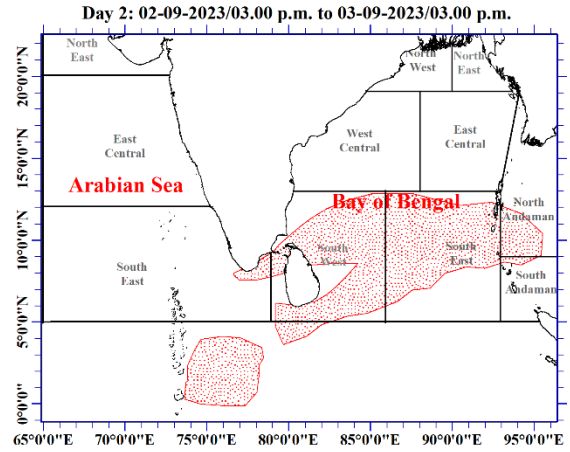 Day 2: 02-09-2023/03.00 p.m. to 03-09-2023/03.00 p.m.
North
East
North
West
North
East
20°0'0"N
East
Central
West
Central
East
Central
15°0'0"N
Arabian Sea
Bay of Bengal
North
Andaman
10°0'0"N
South
East
South
West
South
East
South
Andaman
5°0'0"N
0°0'0"
65°0'0"E 70°0'0"E 75°0'0"E 80°0'0"E 85°0'0"E 90°0'0"E 95°0'0"E